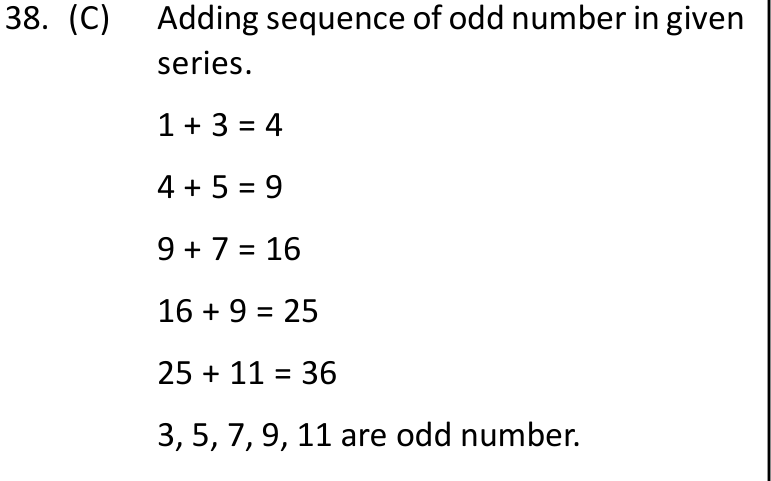 38. (C) Adding sequence of odd number in given
series.
1 + 3 = 4
4 + 5 = 9
9 + 7 = 16
16 + 9 = 25
25 + 11 = 36
3, 5, 7, 9, 11 are odd number.